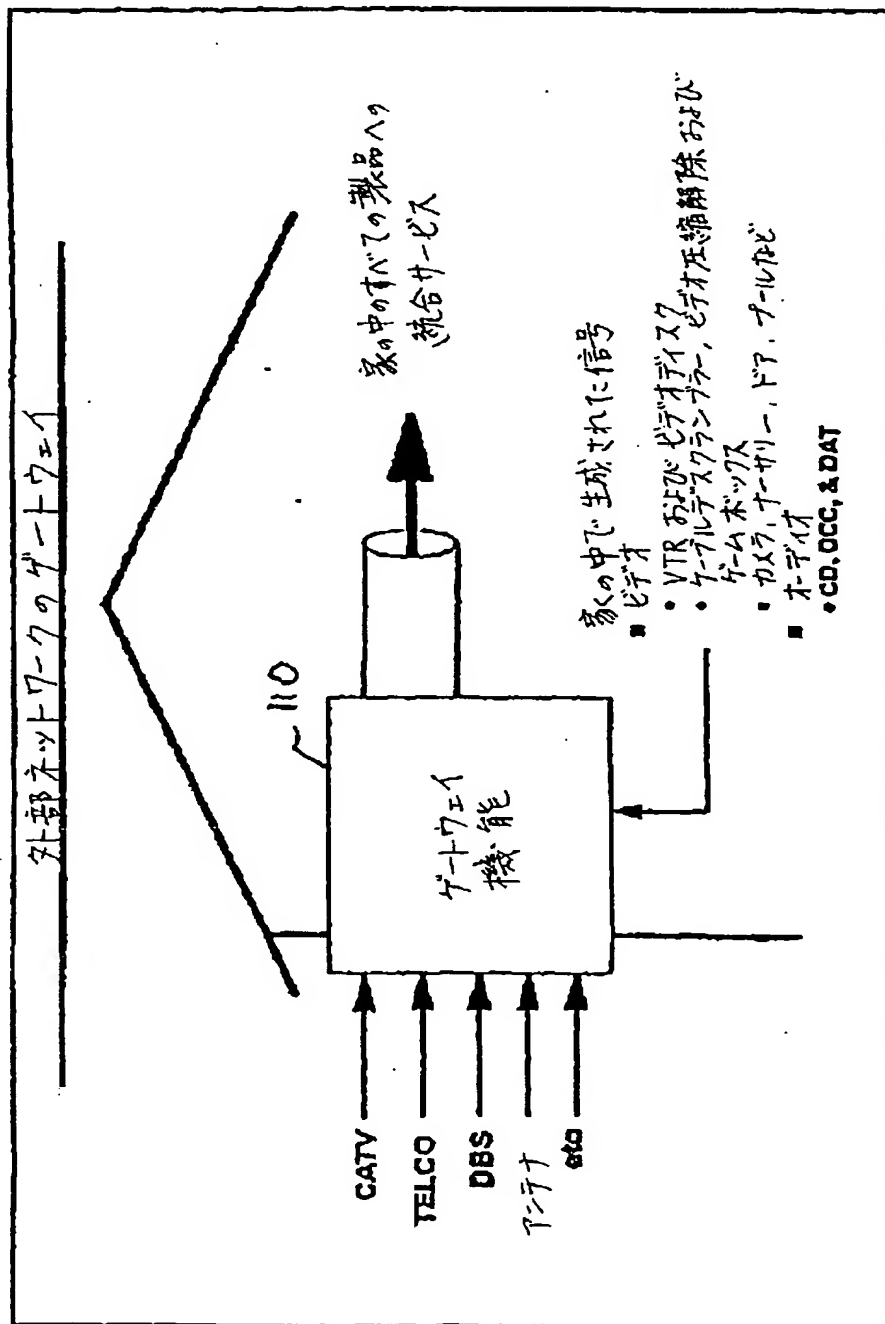 外部ネットワークのゲートウェイ
110
ゲートウェイ
機能
CATV
TELCO
DBS
アンテナ
etc
家の中のすべての製品への
統合サービス
家の中で生成された信号
■ ビデオ
• VTR および ビデオディスク
• ケーブルデスクランブラー, ビデオ圧縮解除および
ゲームボックス
▪ カメラ, ナーサリー, ドア, プールなど
■ オーディオ
• CD, DCC, & DAT